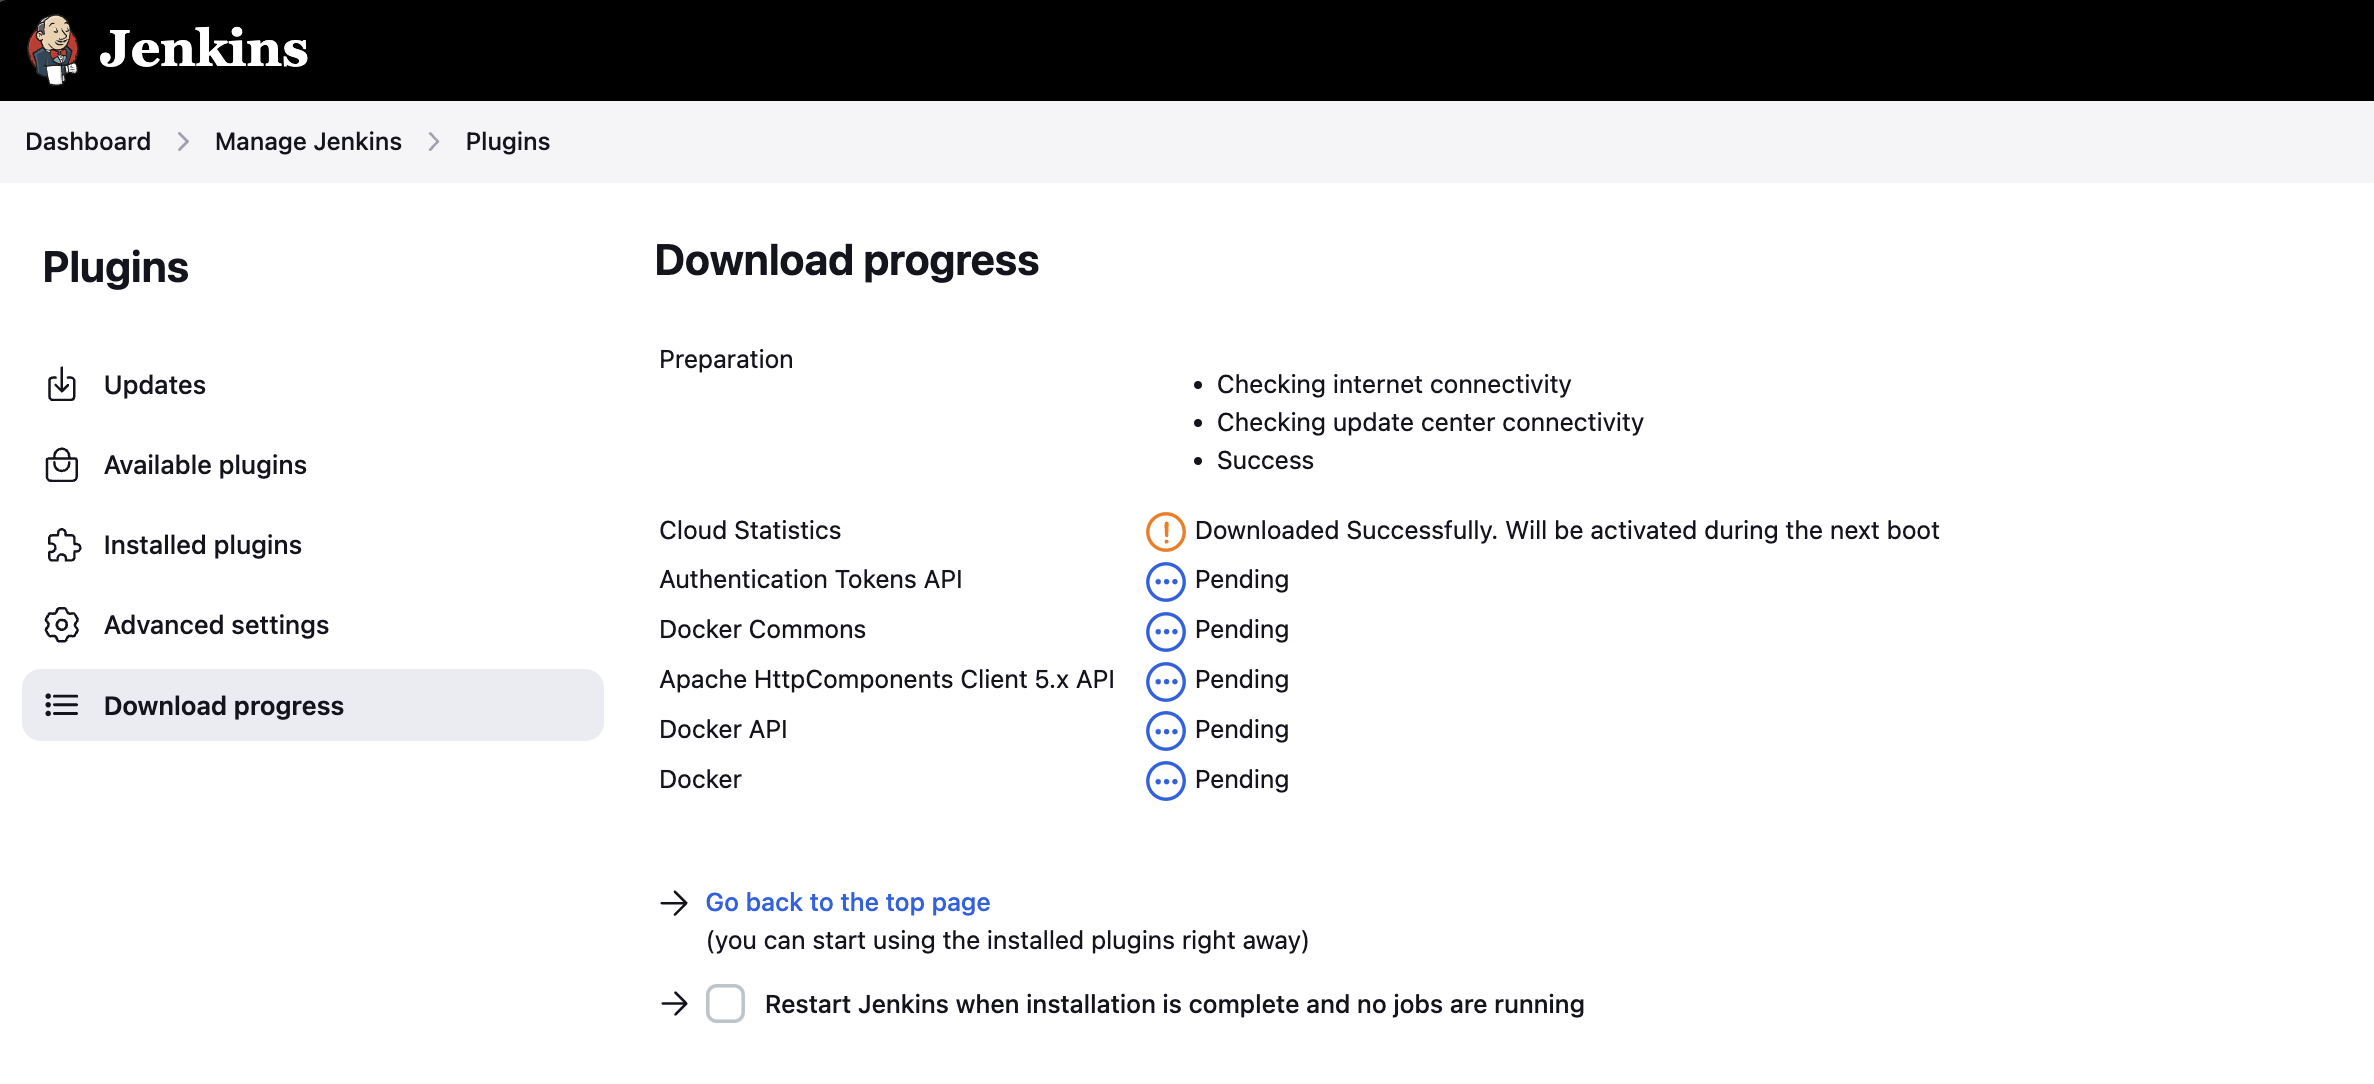 Jenkins
Dashboard
Manage Jenkins
Plugins
Plugins
Updates
Available plugins
Installed plugins
Advanced settings
Download progress
Download progress
Preparation
Checking internet connectivity
Checking update center connectivity
Success
Cloud Statistics
Downloaded Successfully. Will be activated during the next boot
Authentication Tokens API
Pending
Docker Commons
Pending
Apache HttpComponents Client 5.x API
Pending
Docker API
Pending
Docker
Pending
Go back to the top page
(you can start using the installed plugins right away)
Restart Jenkins when installation is complete and no jobs are running